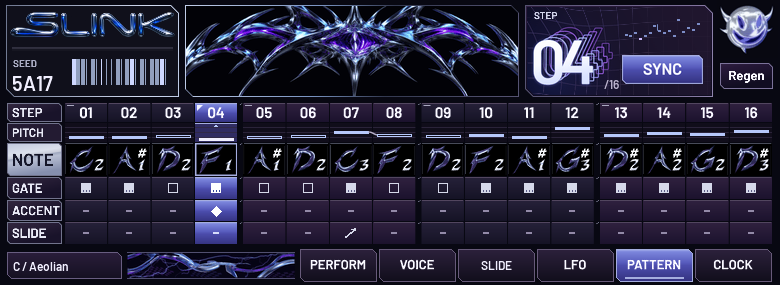 SLINK
SEED
5A17
STEP
04
/16
SYNC
Regen
STEP 01 02 03 04 05 06 07 08 09 10 11 12 13 14 15 16
PITCH
NOTE C2 A#1 D2 F1 A#1 D2 C3 F2 D2 F2 A#1 G#3 D#2 A#2 G2 D#3
GATE
ACCENT – – – – – – – – – – – – – – –
SLIDE – – – – – – – – – – – – – – –
C / Aeolian
PERFORM VOICE SLIDE LFO PATTERN CLOCK